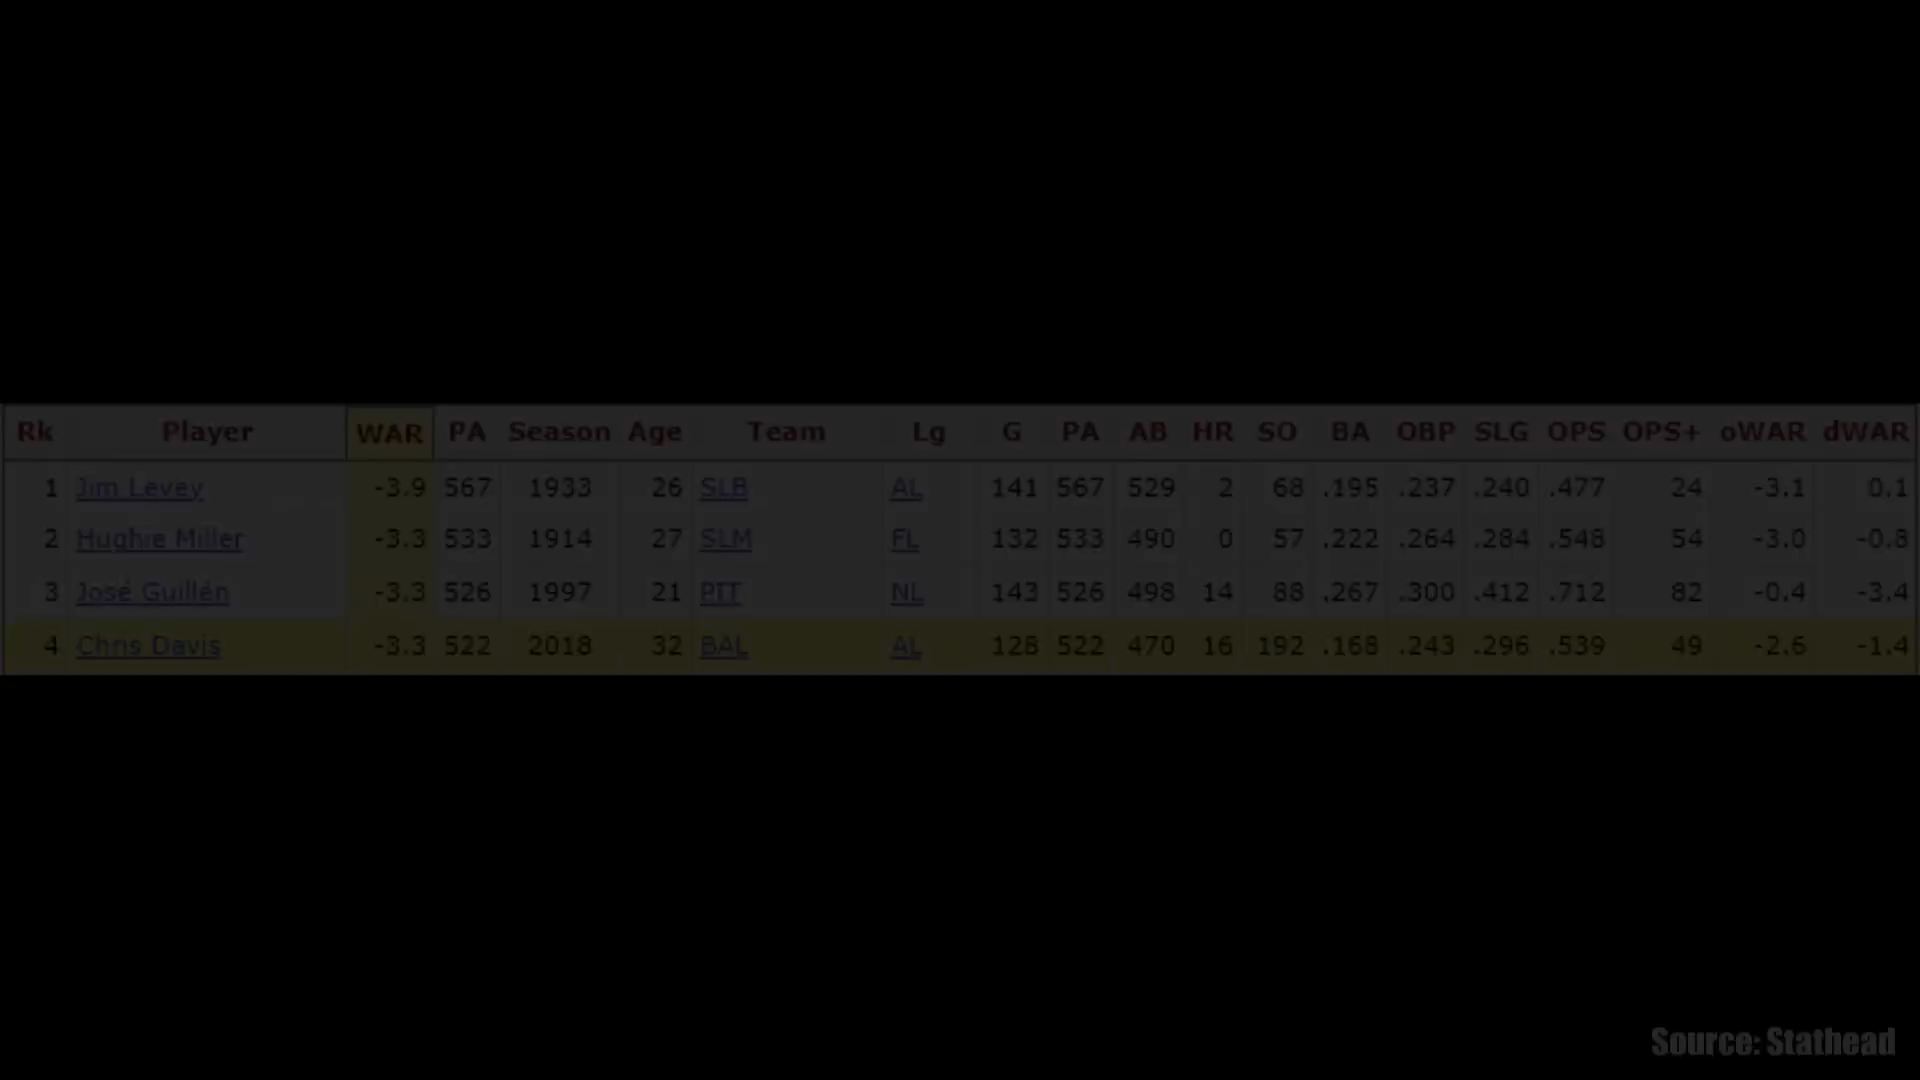 Rk Player WAR PA Season Age Team Lg G PA AB HR SO BA OBP SLG OPS OPS+ oWAR dWAR
1 Jim Levey -3.9 567 1933 26 SLB AL 141 567 529 2 68 .195 .237 .240 .477 24 -3.1 0.1
2 Hughie Miller -3.3 533 1914 27 SLM FL 132 533 490 0 57 .222 .264 .284 .548 54 -3.0 -0.8
3 José Guillén -3.3 526 1997 21 PIT NL 143 526 498 14 88 .267 .300 .412 .712 82 -0.4 -3.4
4 Chris Davis -3.3 522 2018 32 BAL AL 128 522 470 16 192 .168 .243 .296 .539 49 -2.6 -1.4
Source: Stathead